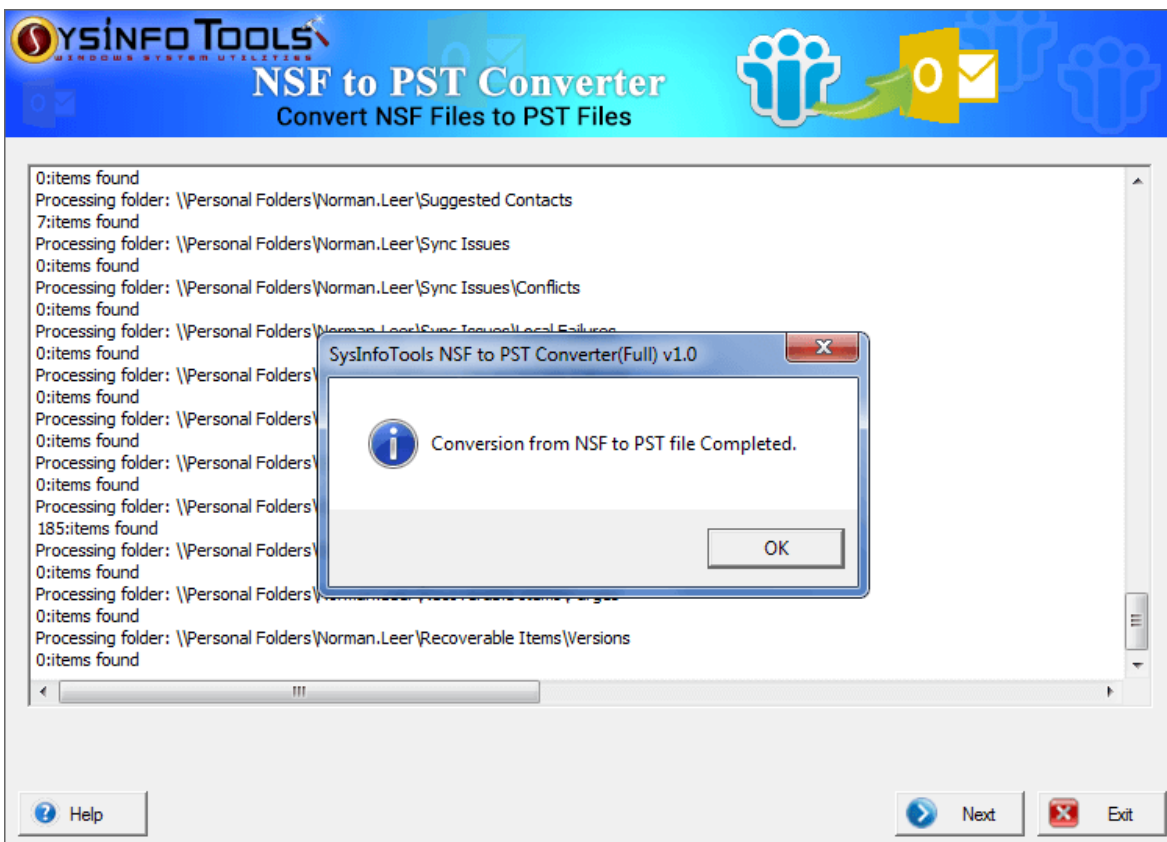 SYSINFO TOOLS
WINDOWS SYSTEM UTILITIES
NSF to PST Converter
Convert NSF Files to PST Files
0:items found
Processing folder: \\Personal Folders\Norman.Leer\Suggested Contacts
7:items found
Processing folder: \\Personal Folders\Norman.Leer\Sync Issues
0:items found
Processing folder: \\Personal Folders\Norman.Leer\Sync Issues\Conflicts
0:items found
Processing folder: \\Personal Folders\Norman.Leer\Sync Issues\Local Failures
0:items found
Processing folder: \\Personal Folders\
0:items found
Processing folder: \\Personal Folders\
0:items found
Processing folder: \\Personal Folders\
0:items found
Processing folder: \\Personal Folders\
185:items found
Processing folder: \\Personal Folders\
0:items found
Processing folder: \\Personal Folders\
0:items found
Processing folder: \\Personal Folders\Norman.Leer\Recoverable Items\Versions
0:items found
SysInfoTools NSF to PST Converter(Full) v1.0
Conversion from NSF to PST file Completed.
OK
Help
Next
Exit